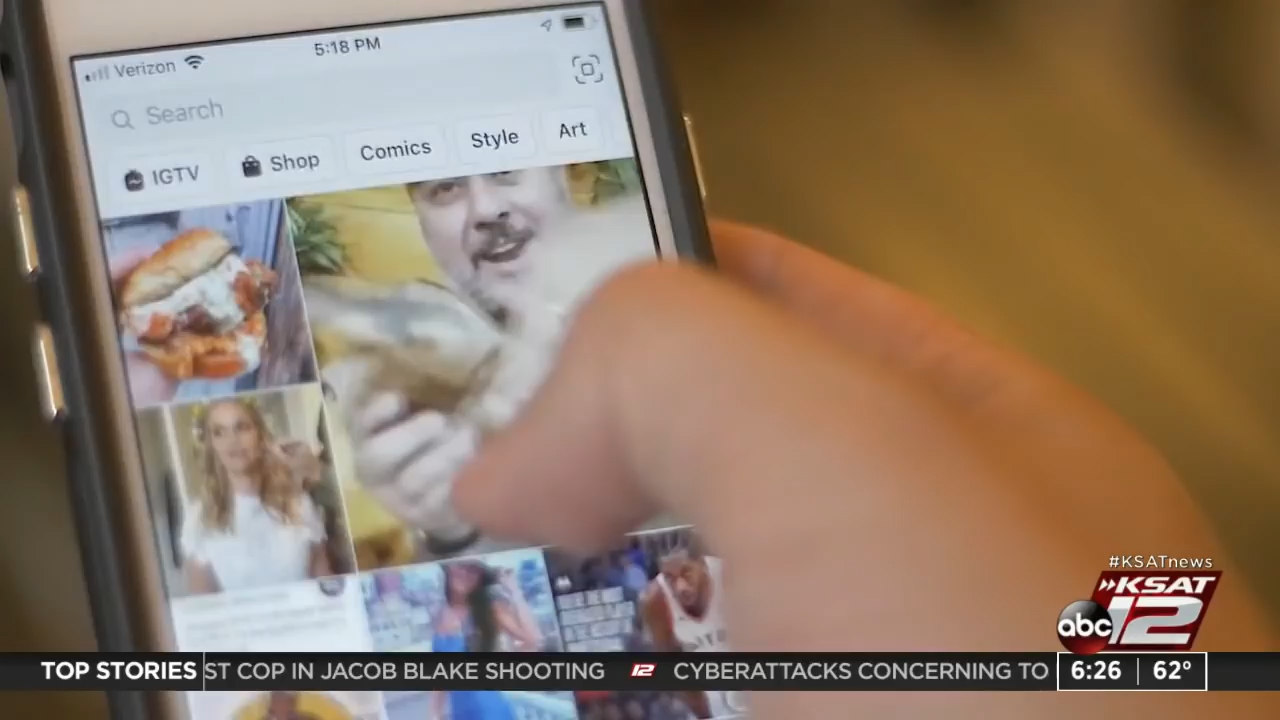 5:18 PM
Verizon
Search
IGTV
Shop
Comics
Style
Art
#KSATnews
KSAT
abc
12
TOP STORIES
ST COP IN JACOB BLAKE SHOOTING
12
CYBERATTACKS CONCERNING TO
6:26
62°